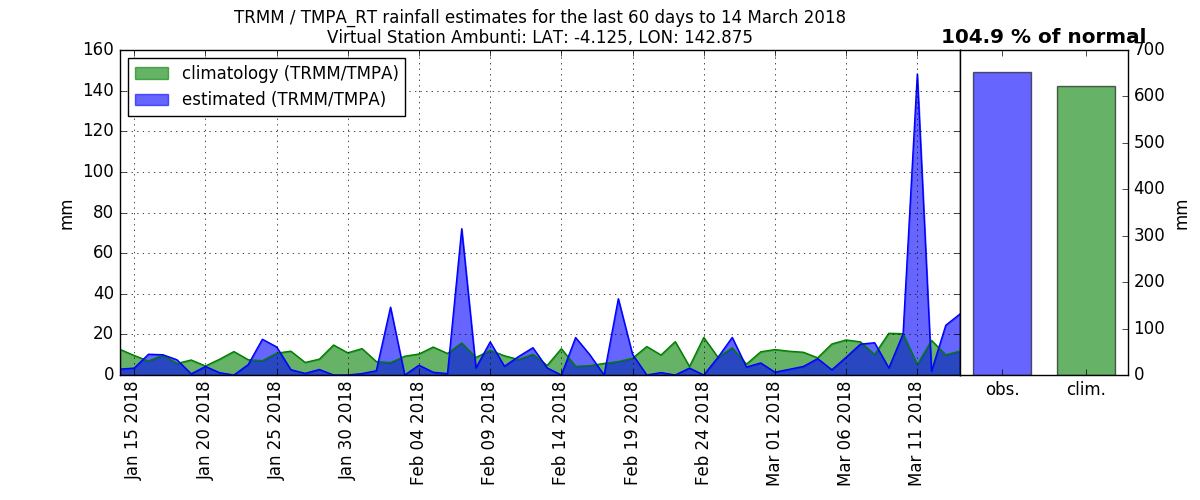 TRMM / TMPA_RT rainfall estimates for the last 60 days to 14 March 2018
Virtual Station Ambunti: LAT: -4.125, LON: 142.875
104.9 % of normal
climatology (TRMM/TMPA)
estimated (TRMM/TMPA)
160
140
120
100
80
60
40
20
0
mm
Jan 15 2018
Jan 20 2018
Jan 25 2018
Jan 30 2018
Feb 04 2018
Feb 09 2018
Feb 14 2018
Feb 19 2018
Feb 24 2018
Mar 01 2018
Mar 06 2018
Mar 11 2018
700
600
500
400
300
200
100
0
mm
obs.
clim.